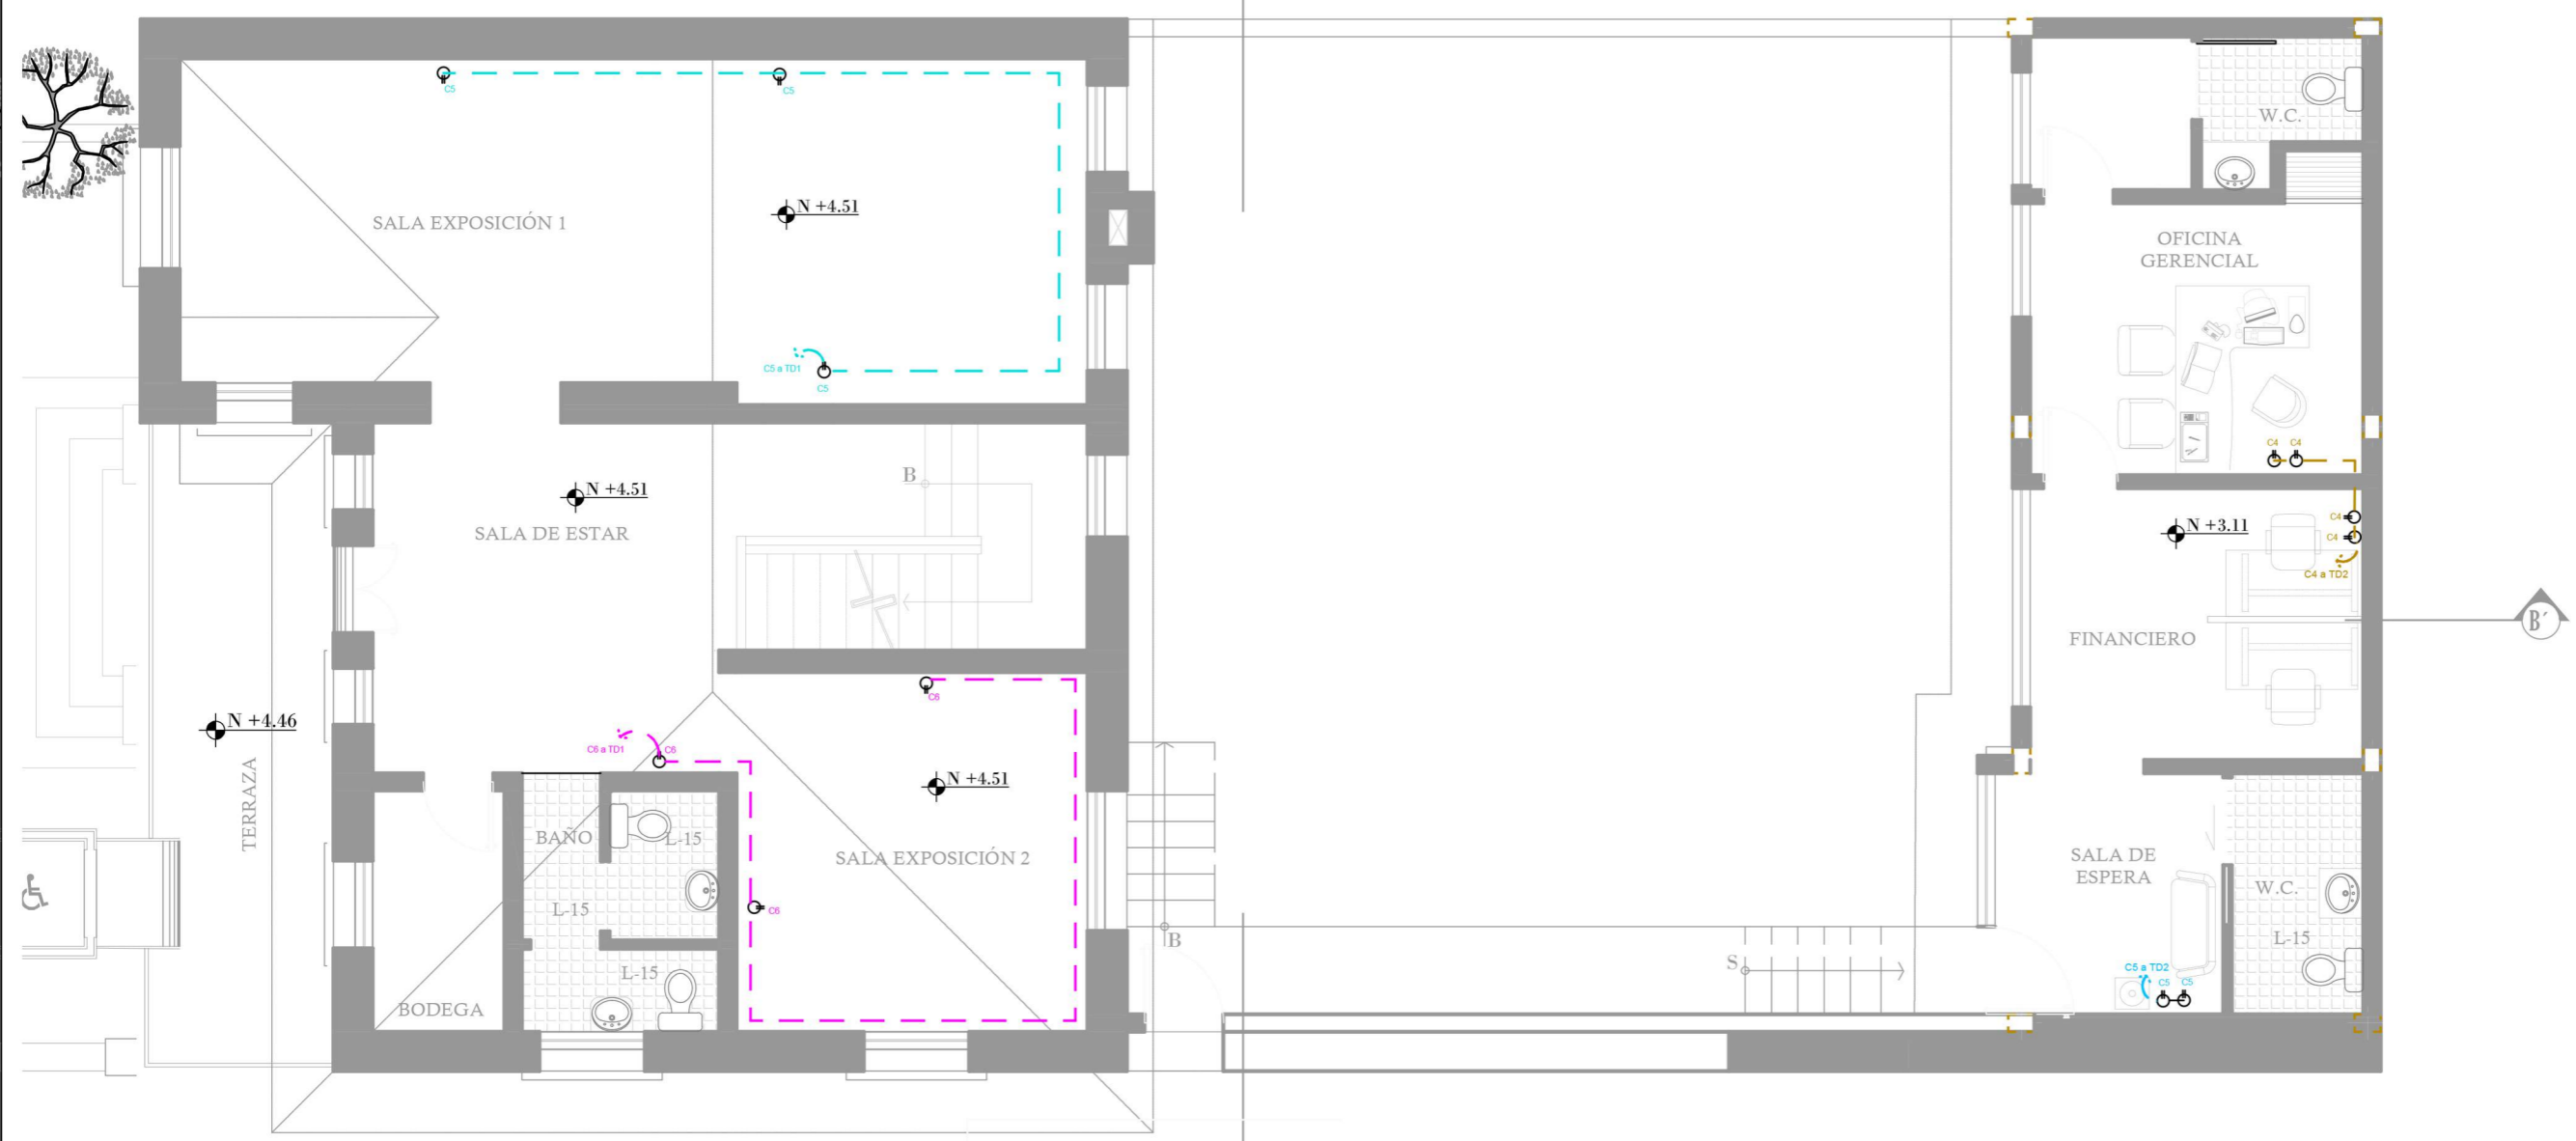 C5
C5
W.C.
N +4.51
SALA EXPOSICIÓN 1
OFICINA
GERENCIAL
C5 a TD1
C5
C4 C4
B
N +4.51
SALA DE ESTAR
C4
N +3.11
C4
C4 a TD2
B´
FINANCIERO
C6
N +4.46
C6 a TD1
C6
N +4.51
TERRAZA
BAÑO
L-15
SALA EXPOSICIÓN 2
SALA DE
ESPERA
W.C.
L-15
C6
B
L-15
S
L-15
C5 a TD2
C5 C5
BODEGA